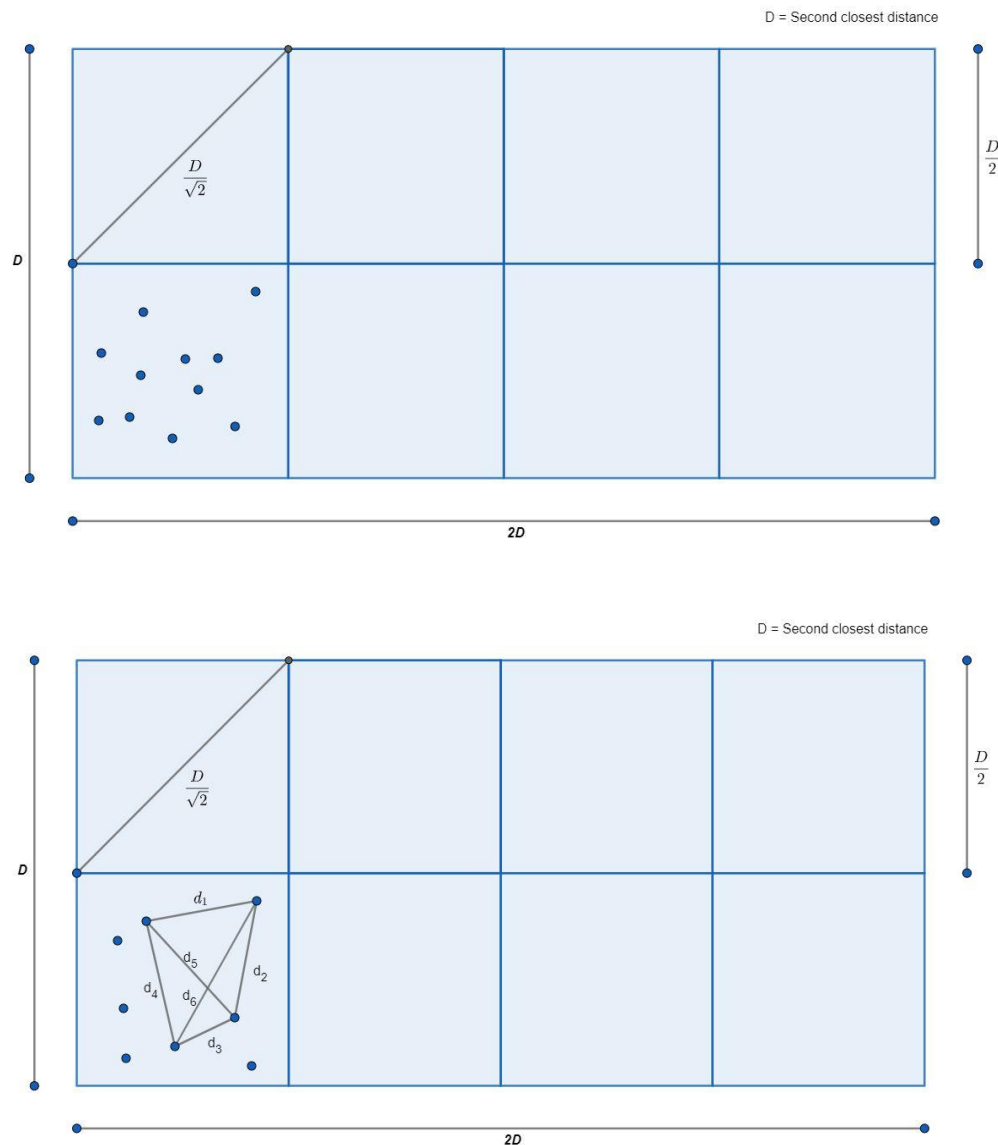 D = Second closest distance
D/2
D/√2
D
2D
D = Second closest distance
D/2
D/√2
D
d₁
d₅
d₂
d₄
d₆
d₃
2D